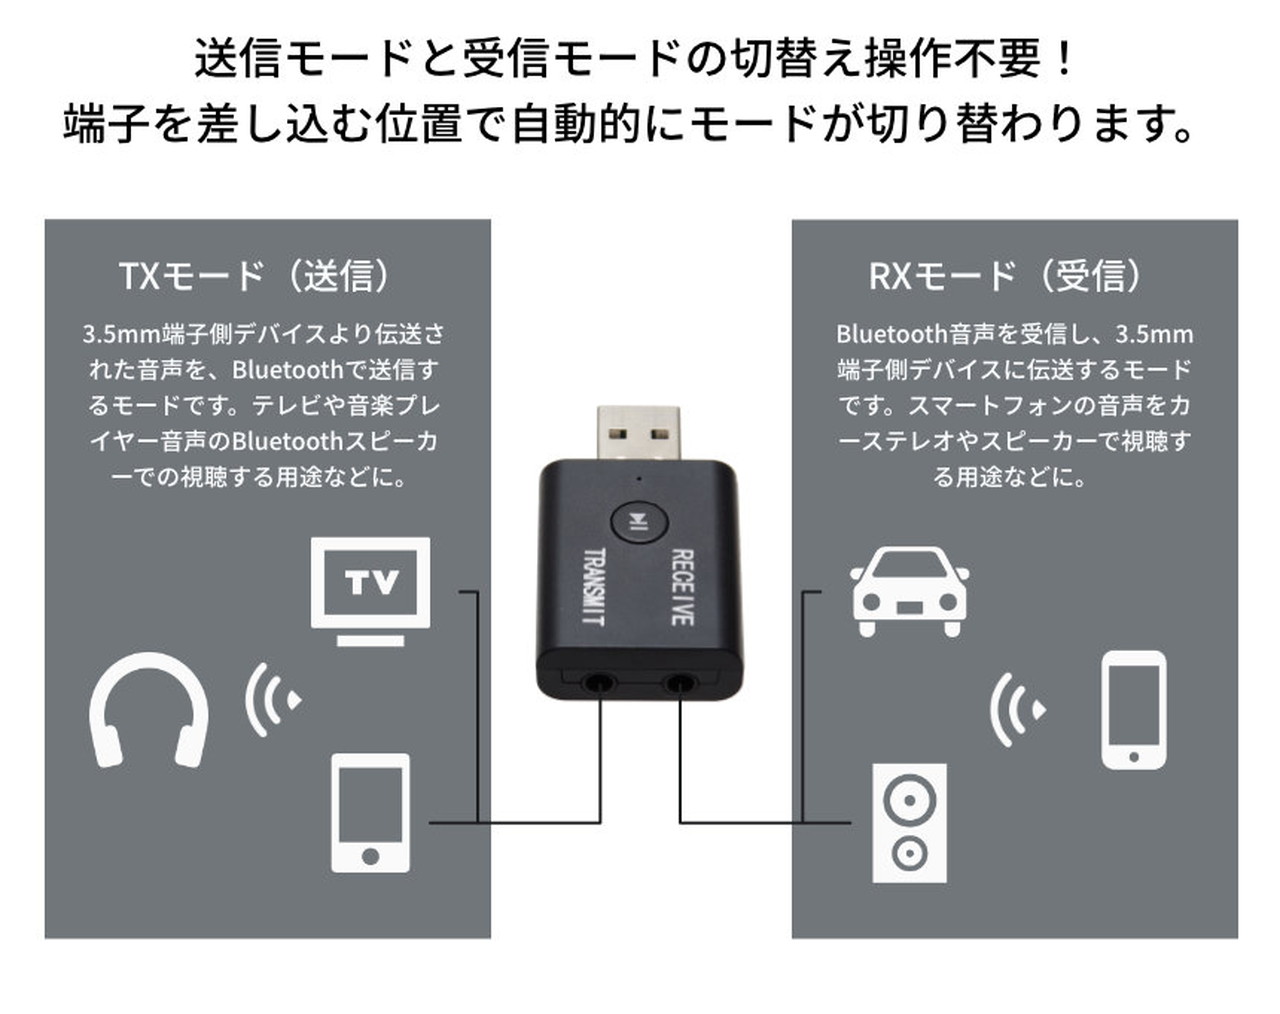 送信モードと受信モードの切替え操作不要！
端子を差し込む位置で自動的にモードが切り替わります。
TXモード（送信）
3.5mm端子側デバイスより伝送さ
れた音声を、Bluetoothで送信す
るモードです。テレビや音楽プレ
イヤー音声のBluetoothスピーカ
ーでの視聴する用途などに。
TV
TRANSMIT
RECEIVE
RXモード（受信）
Bluetooth音声を受信し、3.5mm
端子側デバイスに伝送するモード
です。スマートフォンの音声をカ
ーステレオやスピーカーで視聴す
る用途などに。